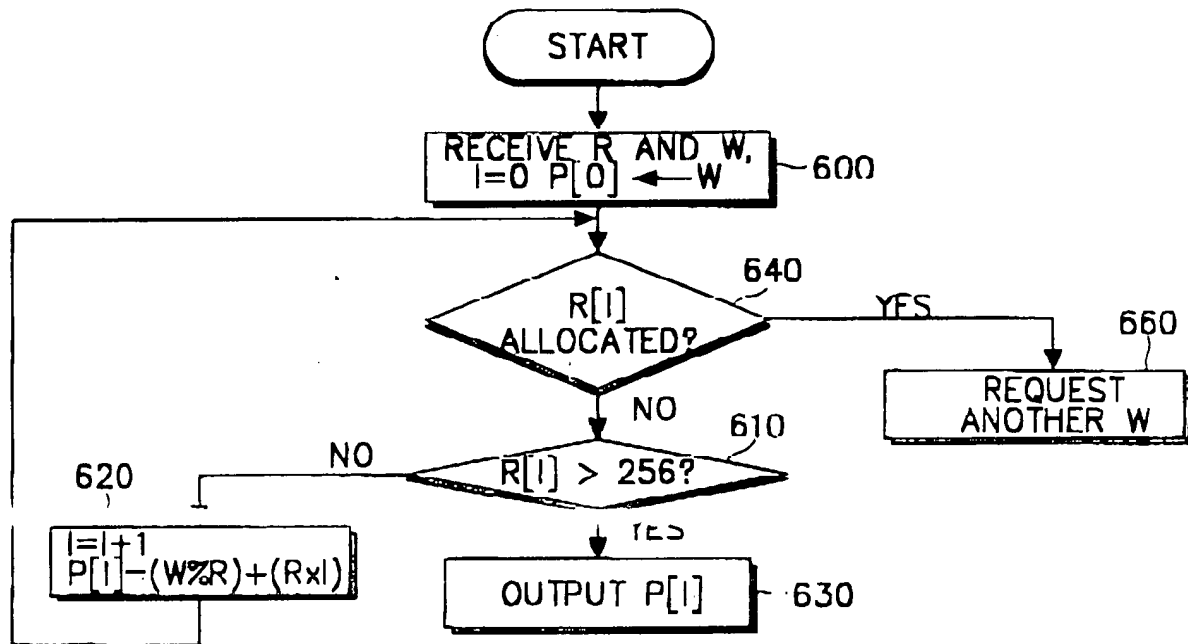 START
RECEIVE R AND W,
I=0 P[0] ← W
600
640
R[I]
ALLOCATED?
YES
660
REQUEST
ANOTHER W
NO
610
R[I] > 256?
NO
620
I=I+1
P[I]-(W%R)+(RxI)
YES
OUTPUT P[I]
630